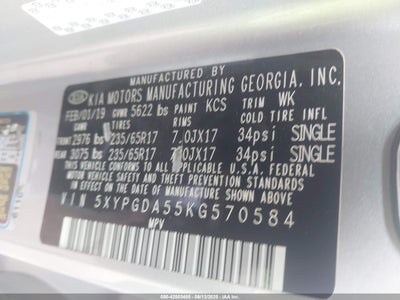 MANUFACTURED BY
KIA MOTORS MANUFACTURING GEORGIA, INC.
FEB/01/19 GVWR 5622 lbs PAINT KCS TRIM WK
GAWR TIRES RIMS COLD TIRE INFL
FRONT 2976 lbs 235/65R17 7.0JX17 34psi SINGLE
REAR 3075 lbs 235/65R17 7.0JX17 34psi SINGLE
THIS VEHICLE CONFORMS TO ALL APPLICABLE U.S.A. FEDERAL
MOTOR VEHICLE SAFETY, BUMPER, AND THEFT PREVENTION
STANDARDS IN EFFECT ON THE DATE OF MANUFACTURE SHOWN ABOVE.
VIN 5XYPGDA55KG570584
MPV